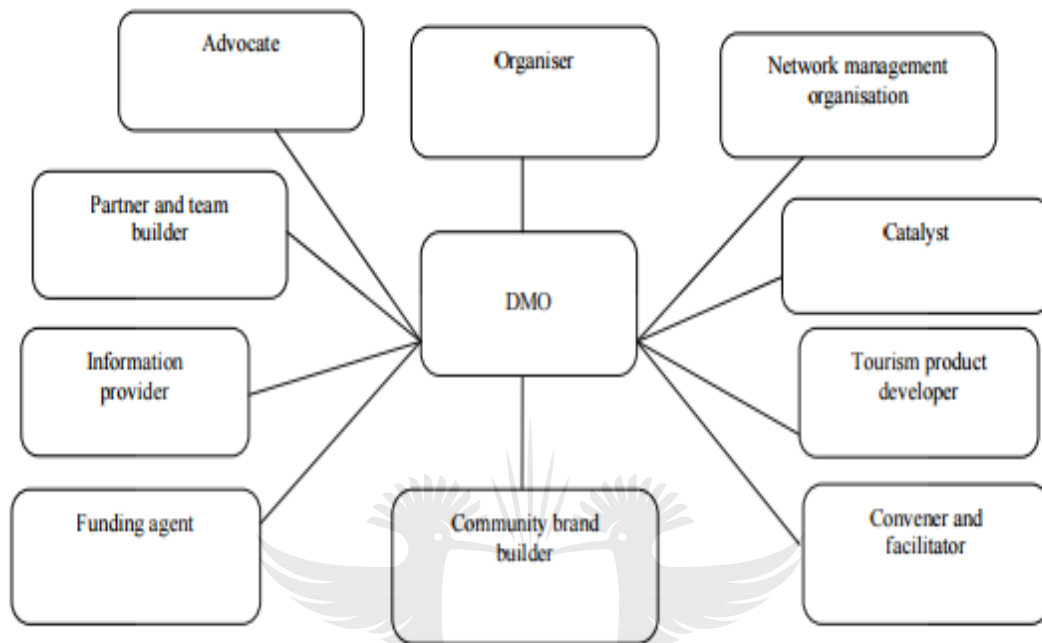 Advocate
Organiser
Network management
organisation
Partner and team
builder
DMO
Catalyst
Information
provider
Tourism product
developer
Funding agent
Community brand
builder
Convener and
facilitator